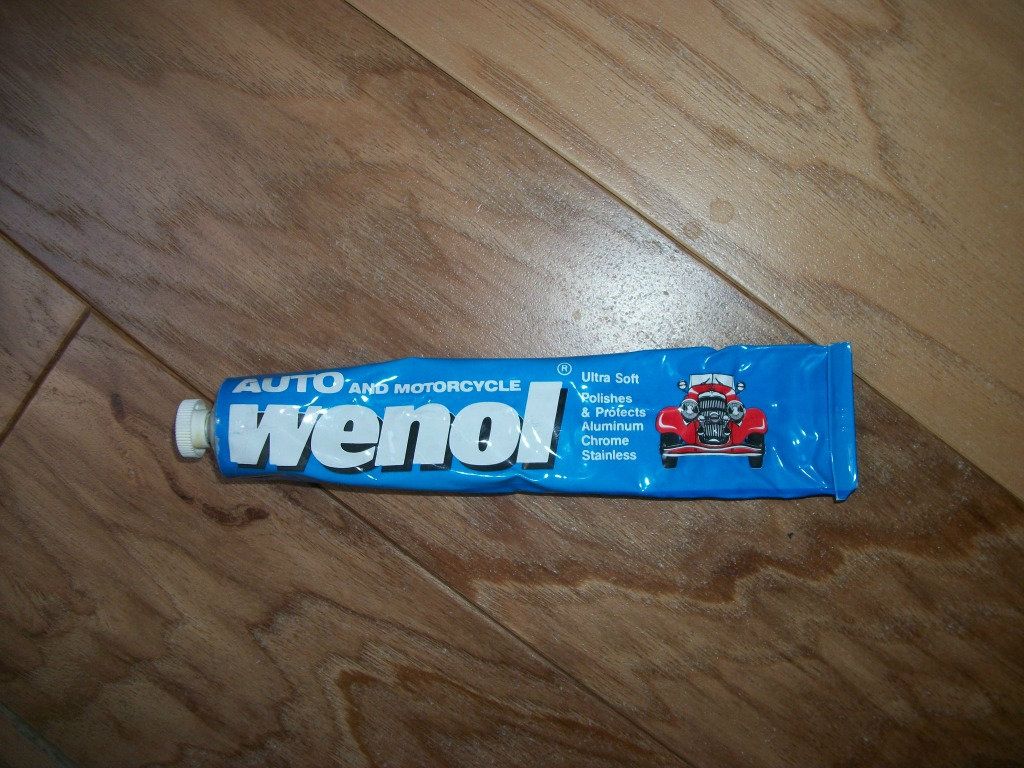 AUTO AND MOTORCYCLE
wenol ®
Ultra Soft
Polishes
& Protects
Aluminum
Chrome
Stainless